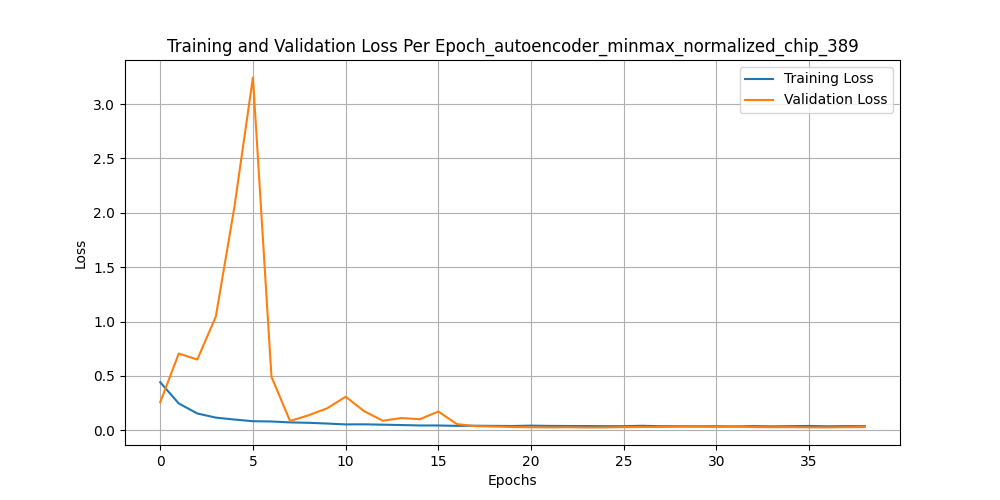 Training and Validation Loss Per Epoch_autoencoder_minmax_normalized_chip_389
Training Loss
Validation Loss
Loss
3.0
2.5
2.0
1.5
1.0
0.5
0.0
0 5 10 15 20 25 30 35
Epochs